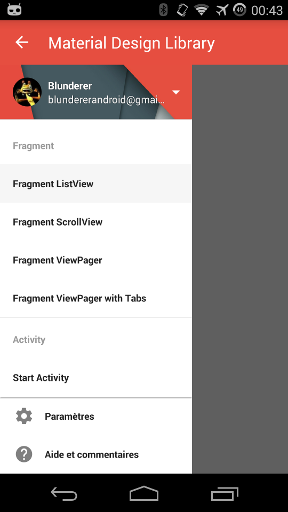 00:43
Material Design Library
Blunderer
blundererandroid@gmai...
Fragment
Fragment ListView
Fragment ScrollView
Fragment ViewPager
Fragment ViewPager with Tabs
Activity
Start Activity
Paramètres
Aide et commentaires